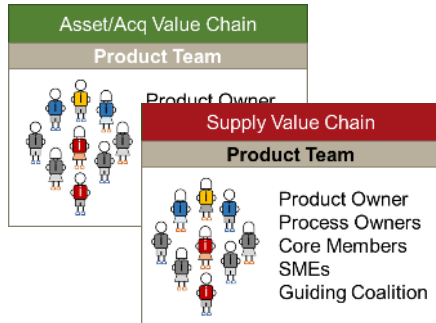 Asset/Acq Value Chain
Product Team
Product Owner
Supply Value Chain
Product Team
Product Owner
Process Owners
Core Members
SMEs
Guiding Coalition